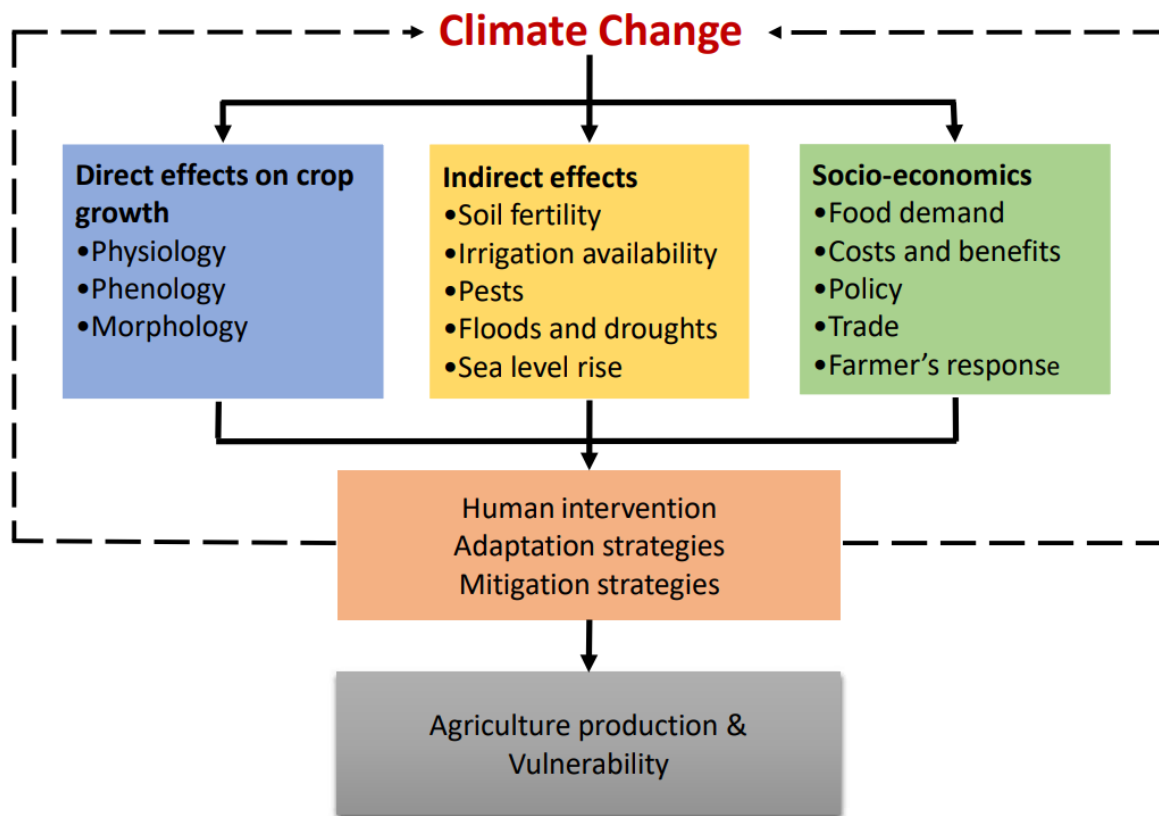 Climate Change
Direct effects on crop
growth
•Physiology
•Phenology
•Morphology
Indirect effects
•Soil fertility
•Irrigation availability
•Pests
•Floods and droughts
•Sea level rise
Socio-economics
•Food demand
•Costs and benefits
•Policy
•Trade
•Farmer’s response
Human intervention
Adaptation strategies
Mitigation strategies
Agriculture production &
Vulnerability